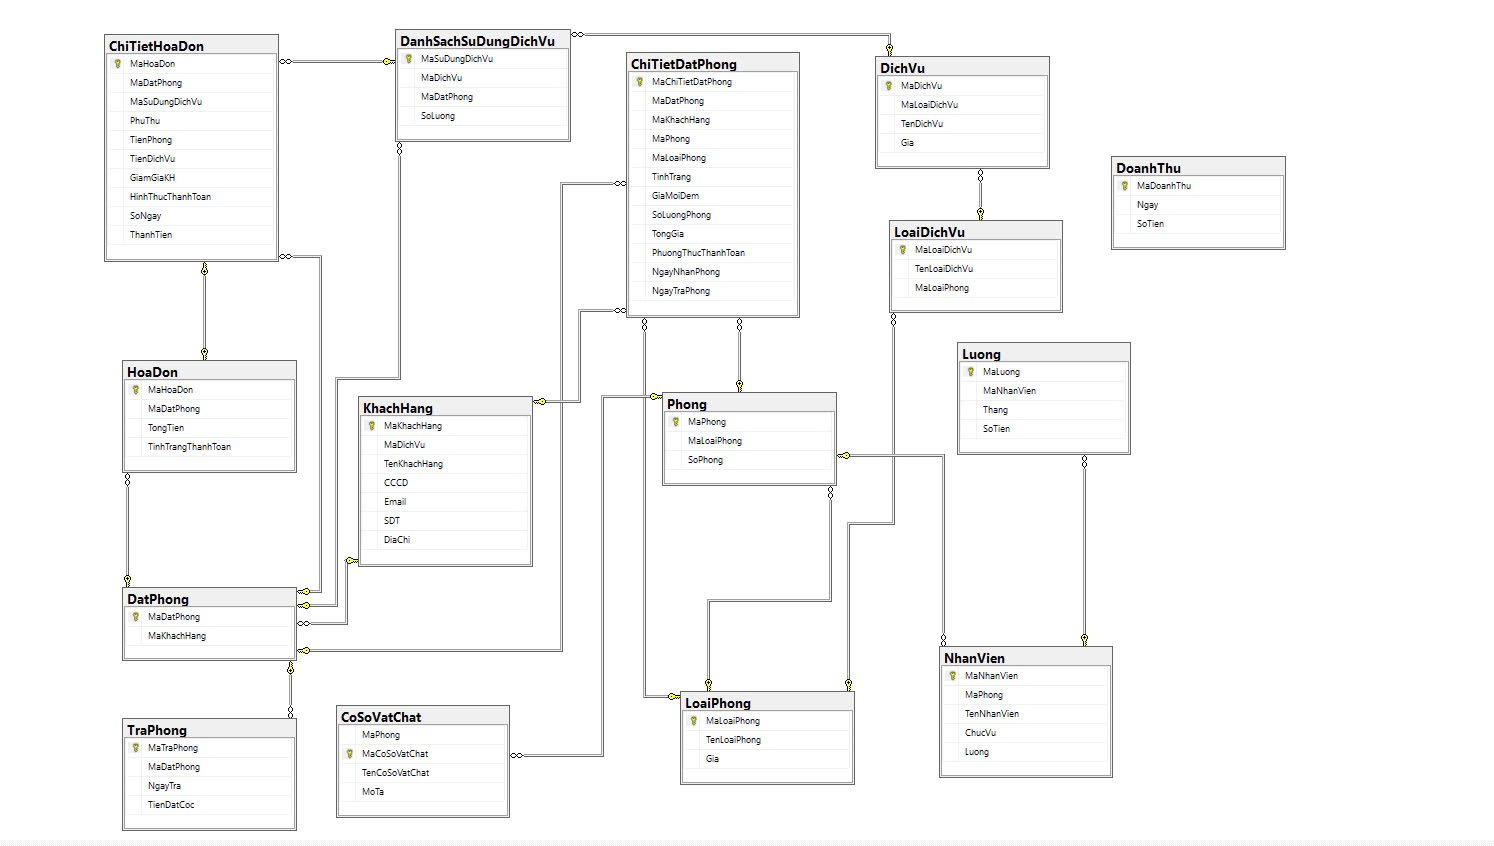 ChiTietHoaDon
MaHoaDon
MaDatPhong
MaSuDungDichVu
PhuThu
TienPhong
TienDichVu
GiamGiaKH
HinhThucThanhToan
SoNgay
ThanhTien
DanhSachSuDungDichVu
MaSuDungDichVu
MaDichVu
MaDatPhong
SoLuong
ChiTietDatPhong
MaChiTietDatPhong
MaDatPhong
MaKhachHang
MaPhong
MaLoaiPhong
TinhTrang
GiaMoiDem
SoLuongPhong
TongGia
PhuongThucThanhToan
NgayNhanPhong
NgayTraPhong
DichVu
MaDichVu
MaLoaiDichVu
TenDichVu
Gia
DoanhThu
MaDoanhThu
Ngay
SoTien
LoaiDichVu
MaLoaiDichVu
TenLoaiDichVu
MaLoaiPhong
HoaDon
MaHoaDon
MaDatPhong
TongTien
TinhTrangThanhToan
KhachHang
MaKhachHang
MaDichVu
TenKhachHang
CCCD
Email
SDT
DiaChi
Phong
MaPhong
MaLoaiPhong
SoPhong
Luong
MaLuong
MaNhanVien
Thang
SoTien
DatPhong
MaDatPhong
MaKhachHang
TraPhong
MaTraPhong
MaDatPhong
NgayTra
TienDatCoc
CoSoVatChat
MaPhong
MaCoSoVatChat
TenCoSoVatChat
MoTa
LoaiPhong
MaLoaiPhong
TenLoaiPhong
Gia
NhanVien
MaNhanVien
MaPhong
TenNhanVien
ChucVu
Luong